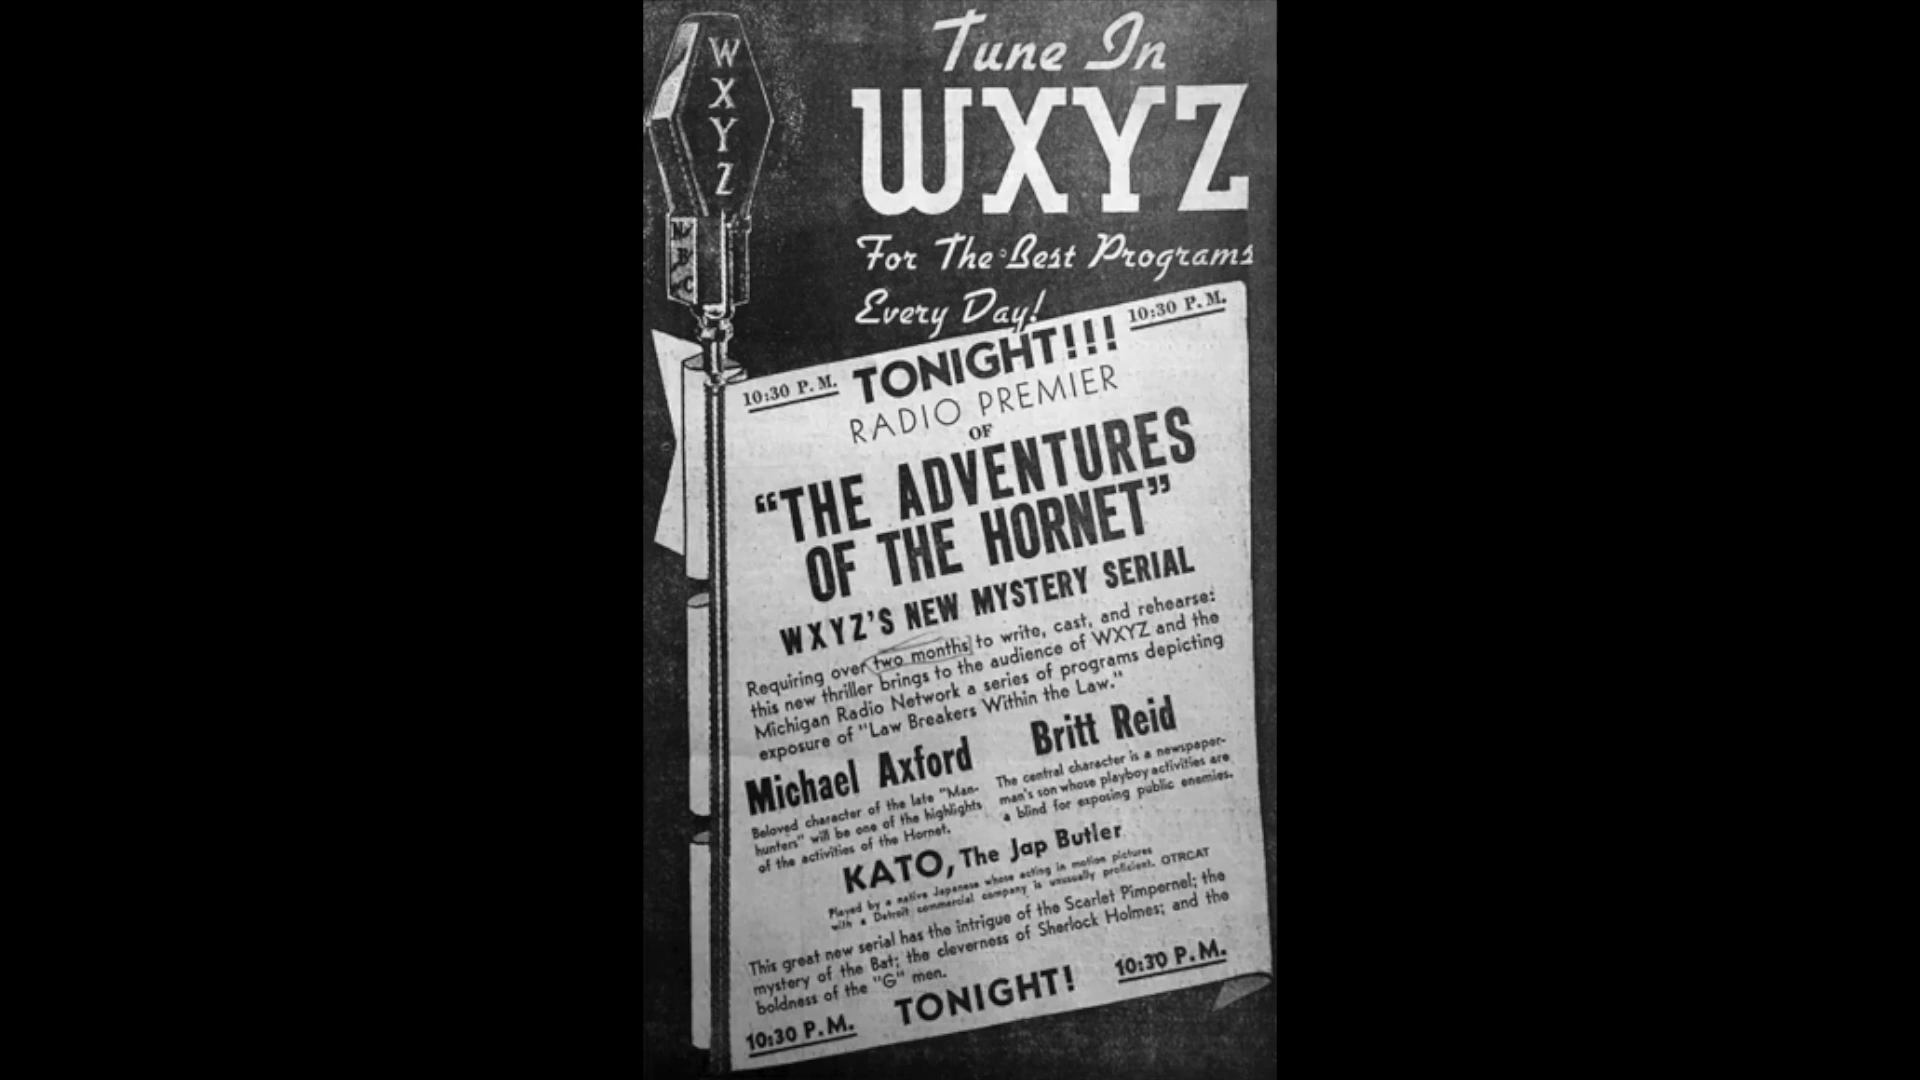 W
X
Y
Z
N
B
C
Tune In
WXYZ
For The Best Programs
Every Day!
10:30 P.M.
10:30 P.M.
TONIGHT!!!
RADIO PREMIER
OF
"THE ADVENTURES
OF THE HORNET"
WXYZ'S NEW MYSTERY SERIAL
Requiring over two months to write, cast, and rehearse:
this new thriller brings to the audience of WXYZ and the
Michigan Radio Network a series of programs depicting
exposure of "Law Breakers Within the Law."
Michael Axford
Beloved character of the late "Man-
hunters" will be one of the highlights
of the activities of the Hornet.
Britt Reid
The central character is a newspaper-
man's son whose playboy activities are
a blind for exposing public enemies.
KATO, The Jap Butler
Played by a native Japanese whose acting in motion pictures
with a Detroit commercial company is unusually proficient. OTRCAT
This great new serial has the intrigue of the Scarlet Pimpernel; the
mystery of the Bat; the cleverness of Sherlock Holmes; and the
boldness of the "G" men.
10:30 P.M.
TONIGHT!
10:30 P.M.